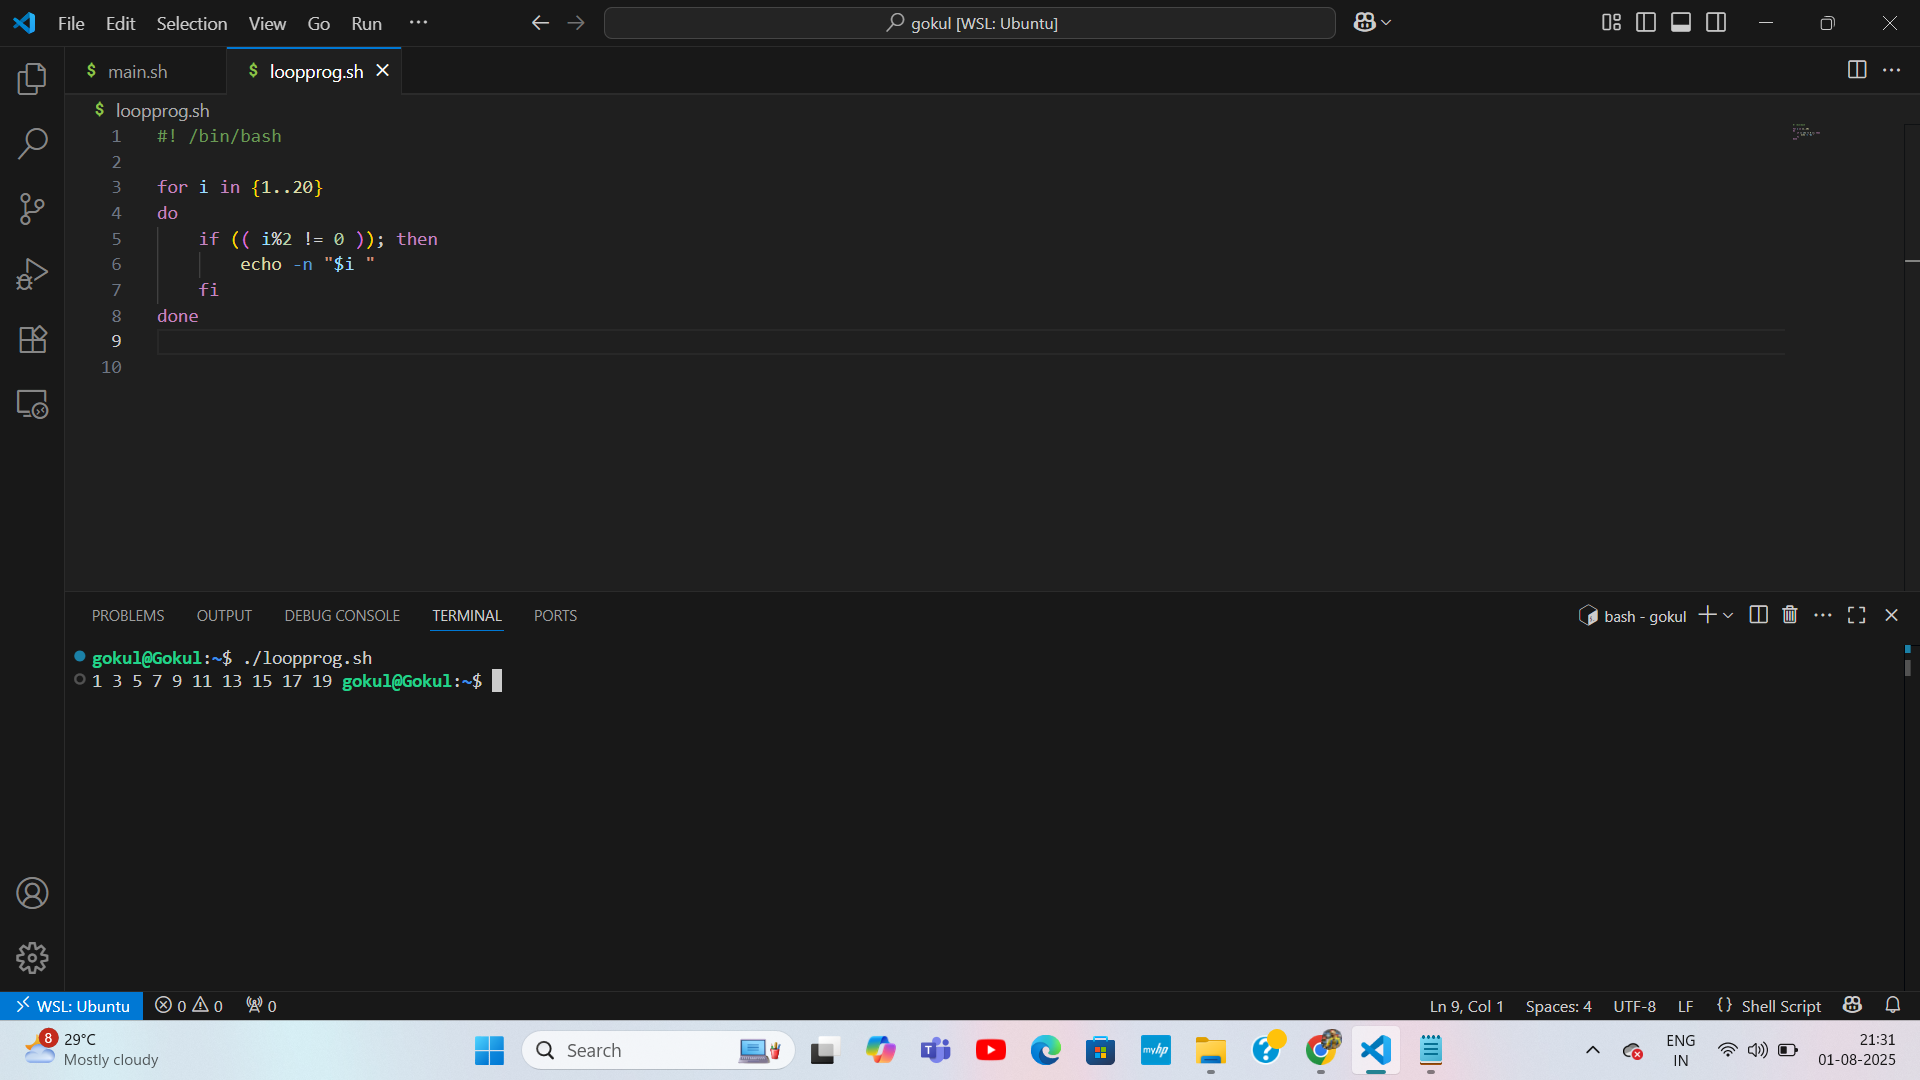 File Edit Selection View Go Run ···
gokul [WSL: Ubuntu]
$ main.sh
$ loopprog.sh
$ loopprog.sh
1 #! /bin/bash
2
3 for i in {1..20}
4 do
5 if (( i%2 != 0 )); then
6 echo -n "$i "
7 fi
8 done
9
10
PROBLEMS OUTPUT DEBUG CONSOLE TERMINAL PORTS
bash - gokul
gokul@Gokul:~$ ./loopprog.sh
1 3 5 7 9 11 13 15 17 19 gokul@Gokul:~$
WSL: Ubuntu 0 0 0
Ln 9, Col 1 Spaces: 4 UTF-8 LF {} Shell Script
8
29°C
Mostly cloudy
Search
myhp
ENG
IN
21:31
01-08-2025